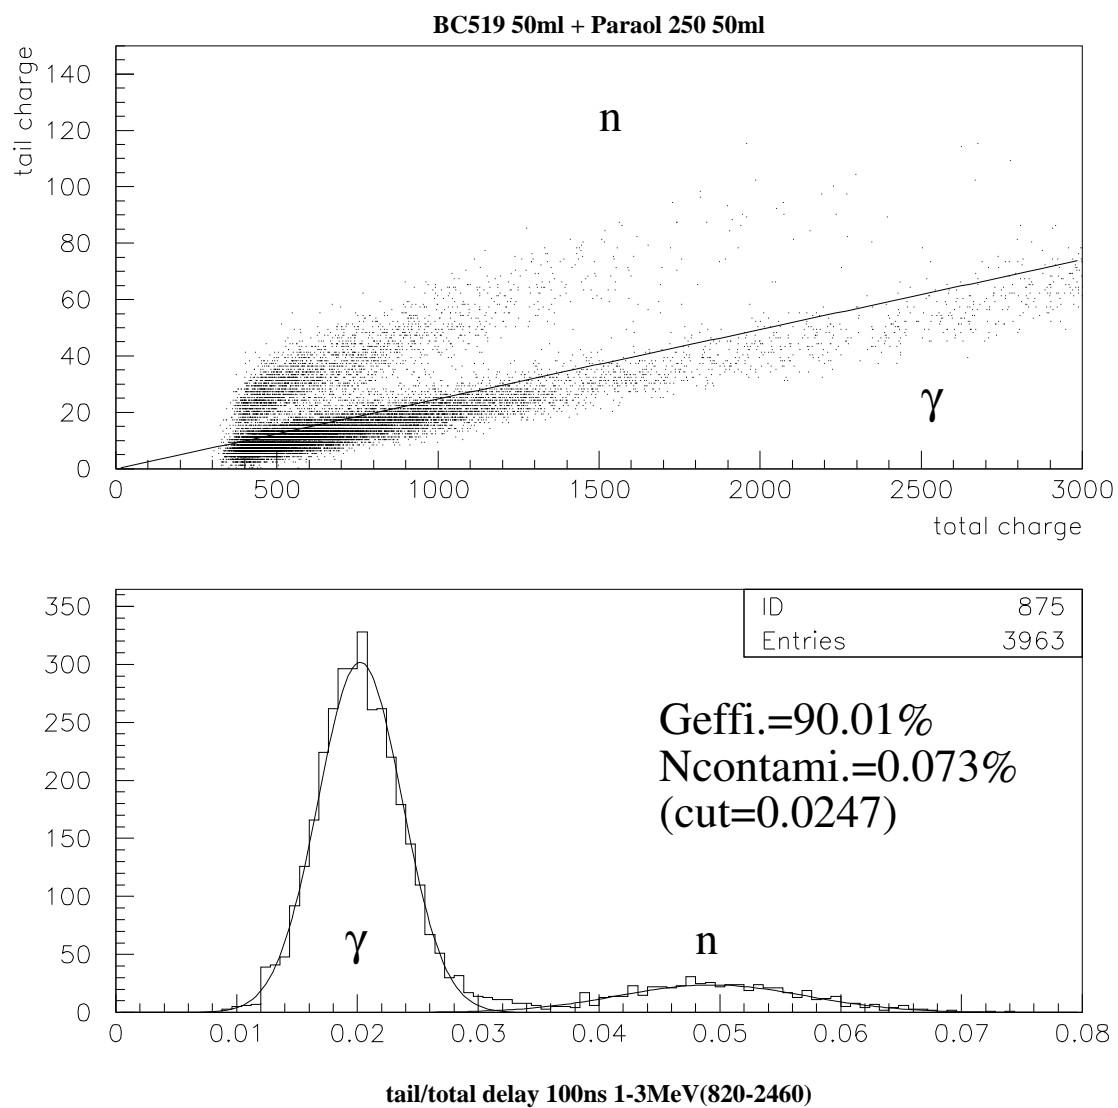 BC519 50ml + Paraol 250 50ml
tail charge
140
120
100
80
60
40
20
0
n
γ
0 500 1000 1500 2000 2500 3000
total charge
350
300
250
200
150
100
50
0
ID 875
Entries 3963
Geffi.=90.01%
Ncontami.=0.073%
(cut=0.0247)
γ
n
0 0.01 0.02 0.03 0.04 0.05 0.06 0.07 0.08
tail/total delay 100ns 1-3MeV(820-2460)